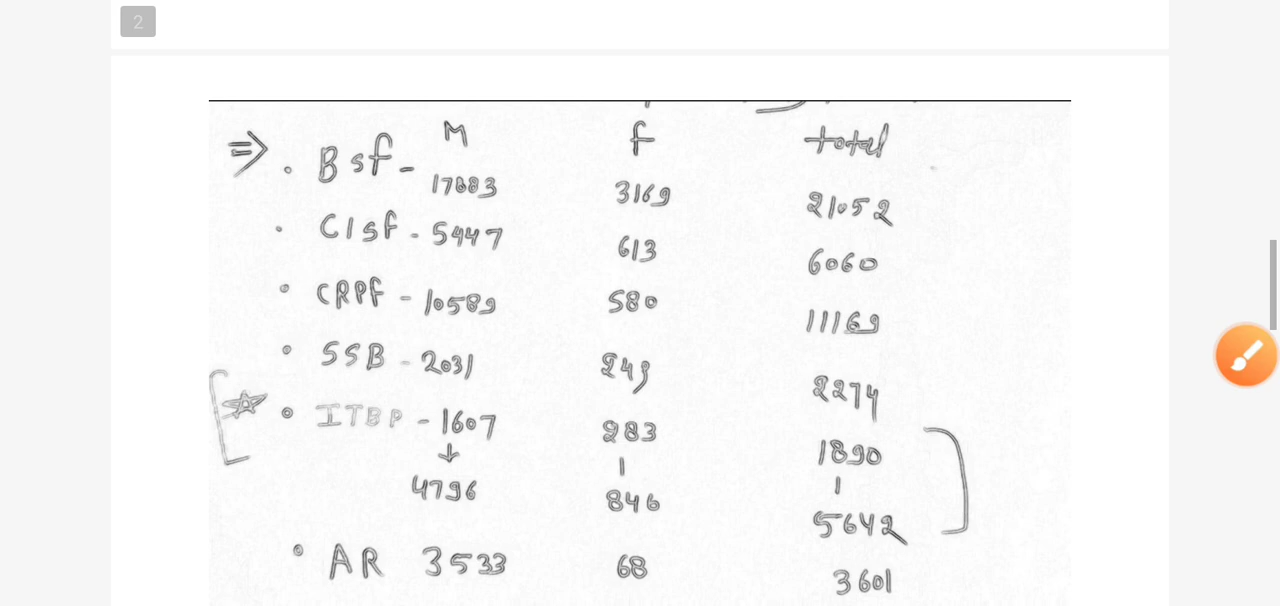 2
M f total
⇒ • Bsf - 17883 3169 21052
• CISf - 5447 613 6060
• CRPf - 10589 580 11169
• SSB - 2031 243 2274
☆ • ITBP - 1607 283 1890
↓ | |
4796 846 5642
• AR 3533 68 3601